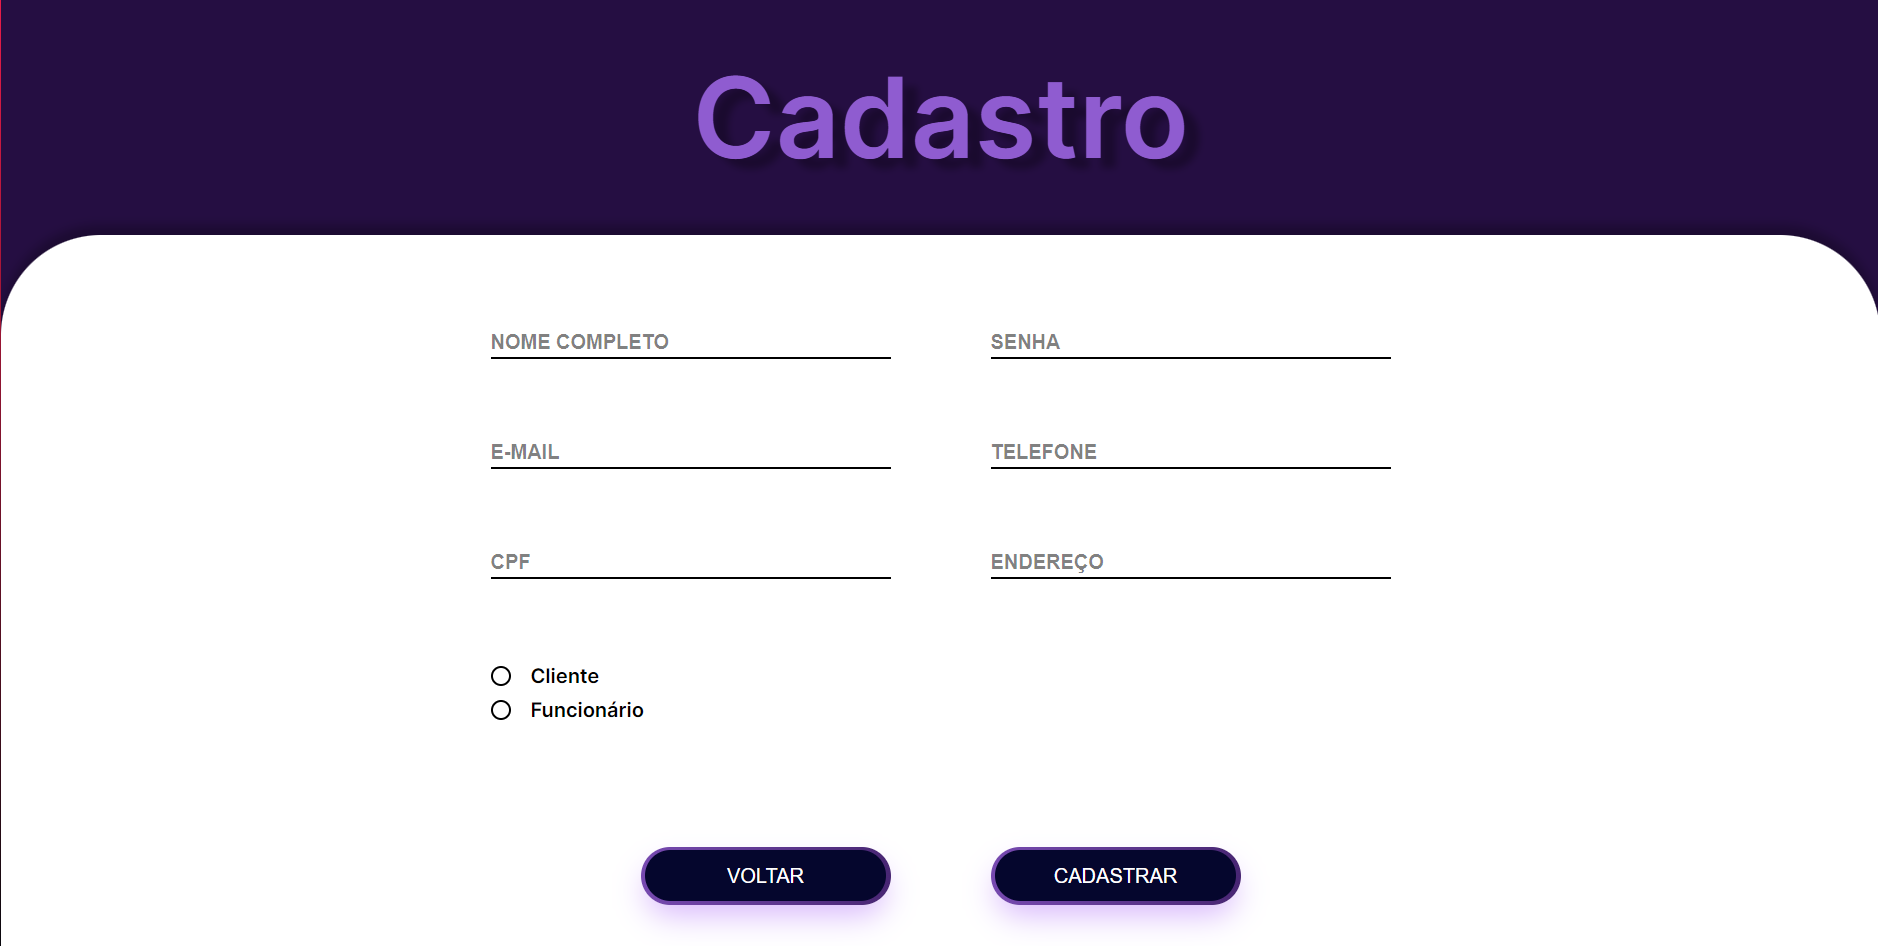 Cadastro
NOME COMPLETO
SENHA
E-MAIL
TELEFONE
CPF
ENDEREÇO
Cliente
Funcionário
VOLTAR
CADASTRAR